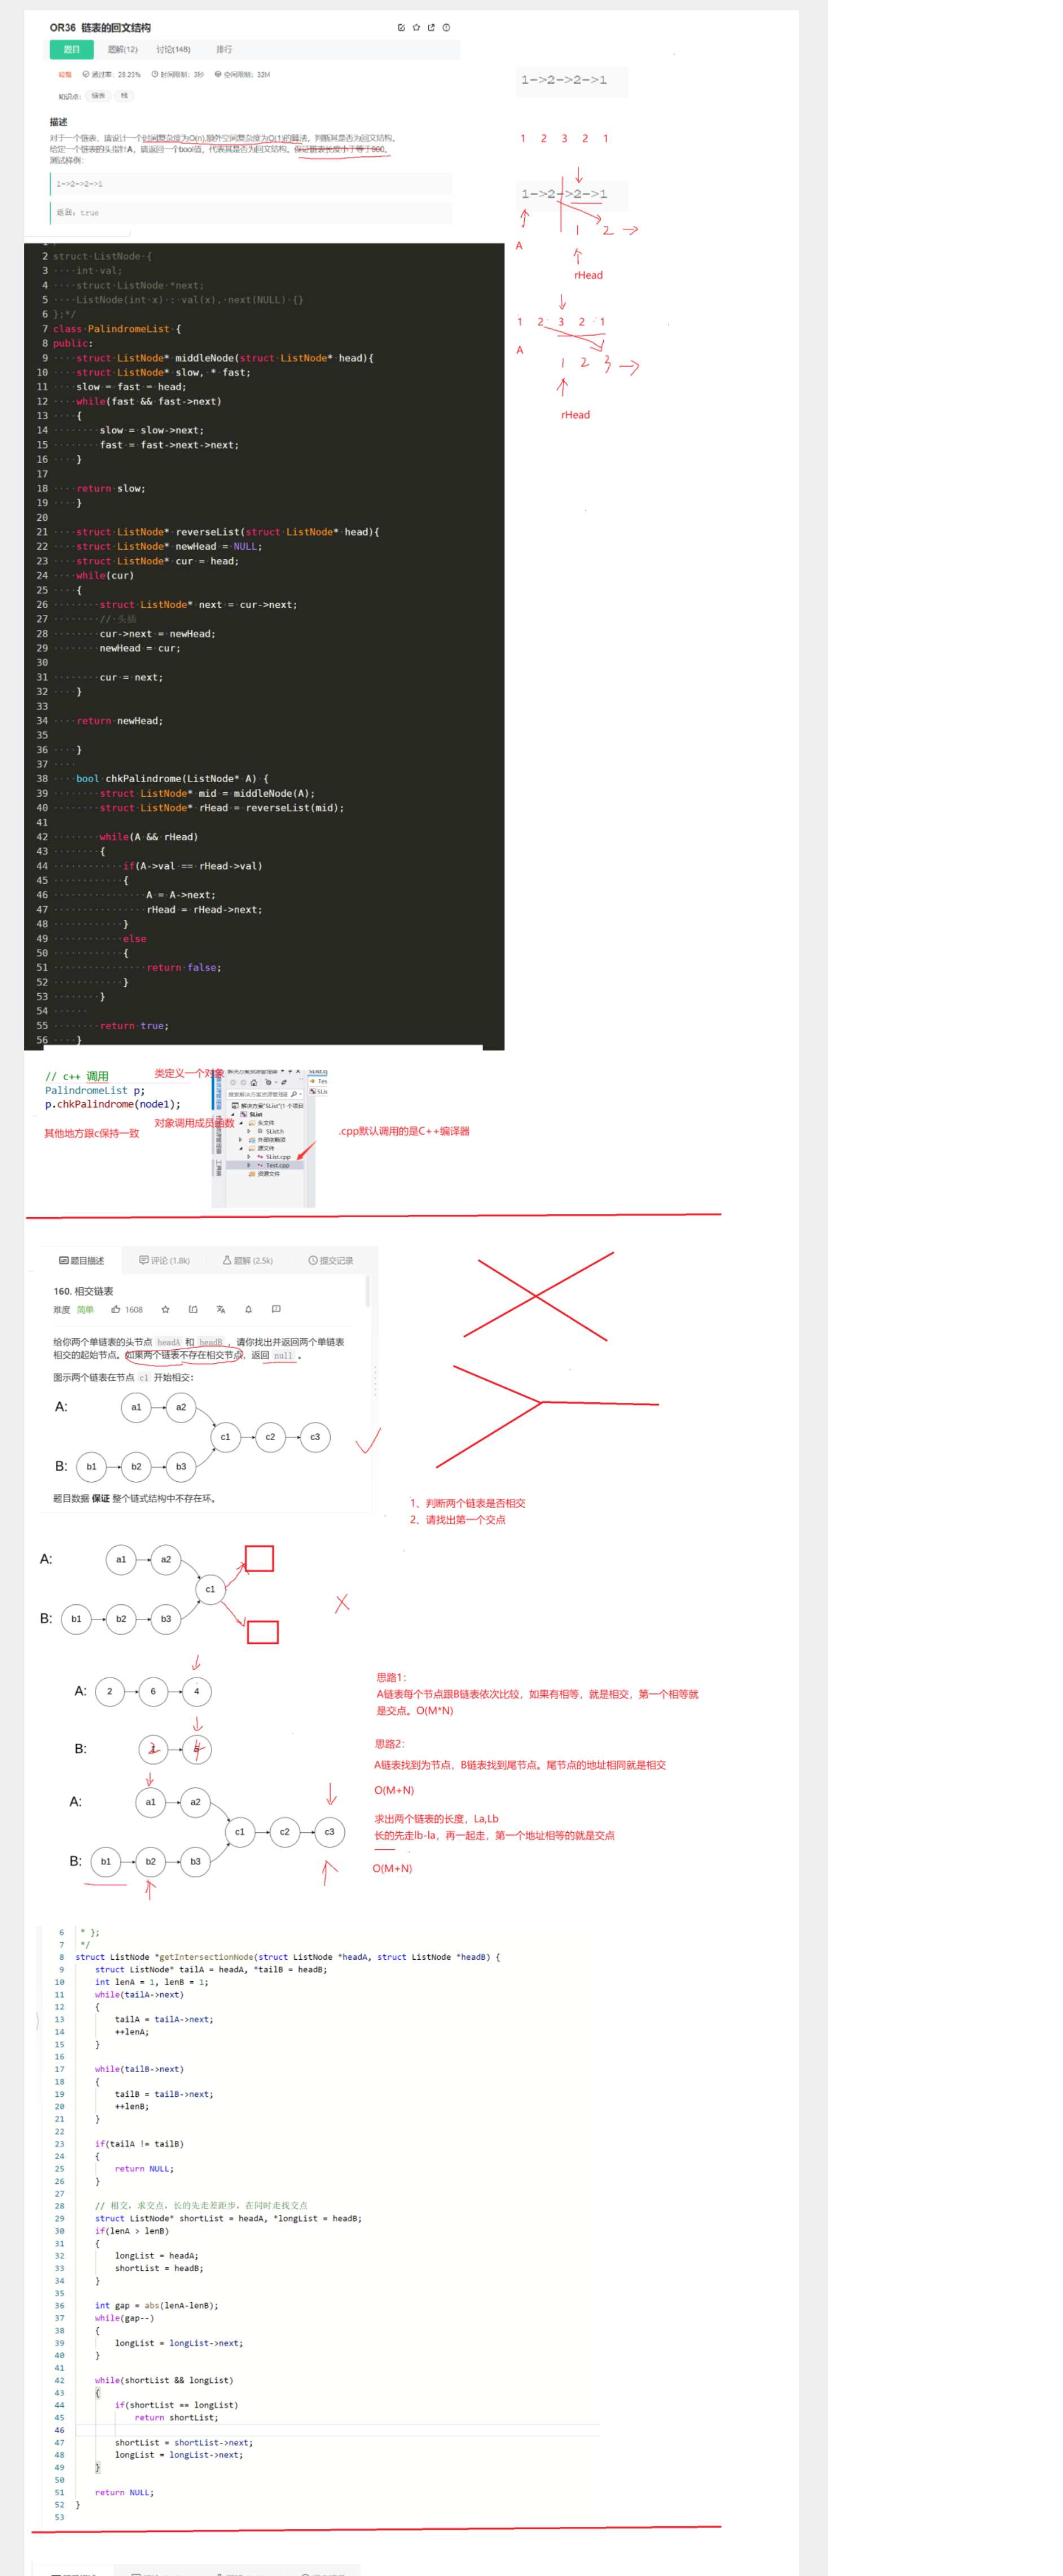 OR36 链表的回文结构
题目 题解(12) 讨论(148) 排行
较难 通过率：28.23% 时间限制：3秒 空间限制：32M
知识点： 链表 栈
描述
对于一个链表，请设计一个时间复杂度为O(n),额外空间复杂度为O(1)的算法，判断其是否为回文结构。
给定一个链表的头指针A，请返回一个bool值，代表其是否为回文结构。保证链表长度小于等于900。
测试样例：
1->2->2->1
返回：true
1->2->2->1
1 2 3 2 1
1->2->2->1
1 2
A
rHead
1 2 3 2 1
A
1 2 3
rHead
2 struct ListNode {
3 int val;
4 struct ListNode *next;
5 ListNode(int x) : val(x), next(NULL) {}
6 };*/
7 class PalindromeList {
8 public:
9 struct ListNode* middleNode(struct ListNode* head){
10 struct ListNode* slow, * fast;
11 slow = fast = head;
12 while(fast && fast->next)
13 {
14 slow = slow->next;
15 fast = fast->next->next;
16 }
17
18 return slow;
19 }
20
21 struct ListNode* reverseList(struct ListNode* head){
22 struct ListNode* newHead = NULL;
23 struct ListNode* cur = head;
24 while(cur)
25 {
26 struct ListNode* next = cur->next;
27 // 头插
28 cur->next = newHead;
29 newHead = cur;
30
31 cur = next;
32 }
33
34 return newHead;
35
36 }
37
38 bool chkPalindrome(ListNode* A) {
39 struct ListNode* mid = middleNode(A);
40 struct ListNode* rHead = reverseList(mid);
41
42 while(A && rHead)
43 {
44 if(A->val == rHead->val)
45 {
46 A = A->next;
47 rHead = rHead->next;
48 }
49 else
50 {
51 return false;
52 }
53 }
54
55 return true;
56 }
// c++ 调用
PalindromeList p;
p.chkPalindrome(node1);
类定义一个对象
对象调用成员函数
其他地方跟c保持一致
解决方案"SList"(1 个项目
SList
头文件
SList.h
外部依赖项
源文件
SList.cpp
Test.cpp
资源文件
.cpp默认调用的是C++编译器
题目描述 评论 (1.8k) 题解 (2.5k) 提交记录
160. 相交链表
难度 简单 1608
给你两个单链表的头节点 headA 和 headB ，请你找出并返回两个单链表
相交的起始节点。如果两个链表不存在相交节点，返回 null 。
图示两个链表在节点 c1 开始相交：
A: a1 a2
c1 c2 c3
B: b1 b2 b3
题目数据 保证 整个链式结构中不存在环。
1、判断两个链表是否相交
2、请找出第一个交点
A: a1 a2
c1
B: b1 b2 b3
A: 2 6 4
B:
思路1：
A链表每个节点跟B链表依次比较，如果有相等，就是相交，第一个相等就
是交点。O(M*N)
思路2：
A链表找到为节点，B链表找到尾节点。尾节点的地址相同就是相交
O(M+N)
求出两个链表的长度，La,Lb
长的先走lb-la，再一起走，第一个地址相等的就是交点
O(M+N)
A: a1 a2
c1 c2 c3
B: b1 b2 b3
6 * };
7 */
8 struct ListNode *getIntersectionNode(struct ListNode *headA, struct ListNode *headB) {
9 struct ListNode* tailA = headA, *tailB = headB;
10 int lenA = 1, lenB = 1;
11 while(tailA->next)
12 {
13 tailA = tailA->next;
14 ++lenA;
15 }
16
17 while(tailB->next)
18 {
19 tailB = tailB->next;
20 ++lenB;
21 }
22
23 if(tailA != tailB)
24 {
25 return NULL;
26 }
27
28 // 相交，求交点，长的先走差距步，在同时走找交点
29 struct ListNode* shortList = headA, *longList = headB;
30 if(lenA > lenB)
31 {
32 longList = headA;
33 shortList = headB;
34 }
35
36 int gap = abs(lenA-lenB);
37 while(gap--)
38 {
39 longList = longList->next;
40 }
41
42 while(shortList && longList)
43 {
44 if(shortList == longList)
45 return shortList;
46
47 shortList = shortList->next;
48 longList = longList->next;
49 }
50
51 return NULL;
52 }
53